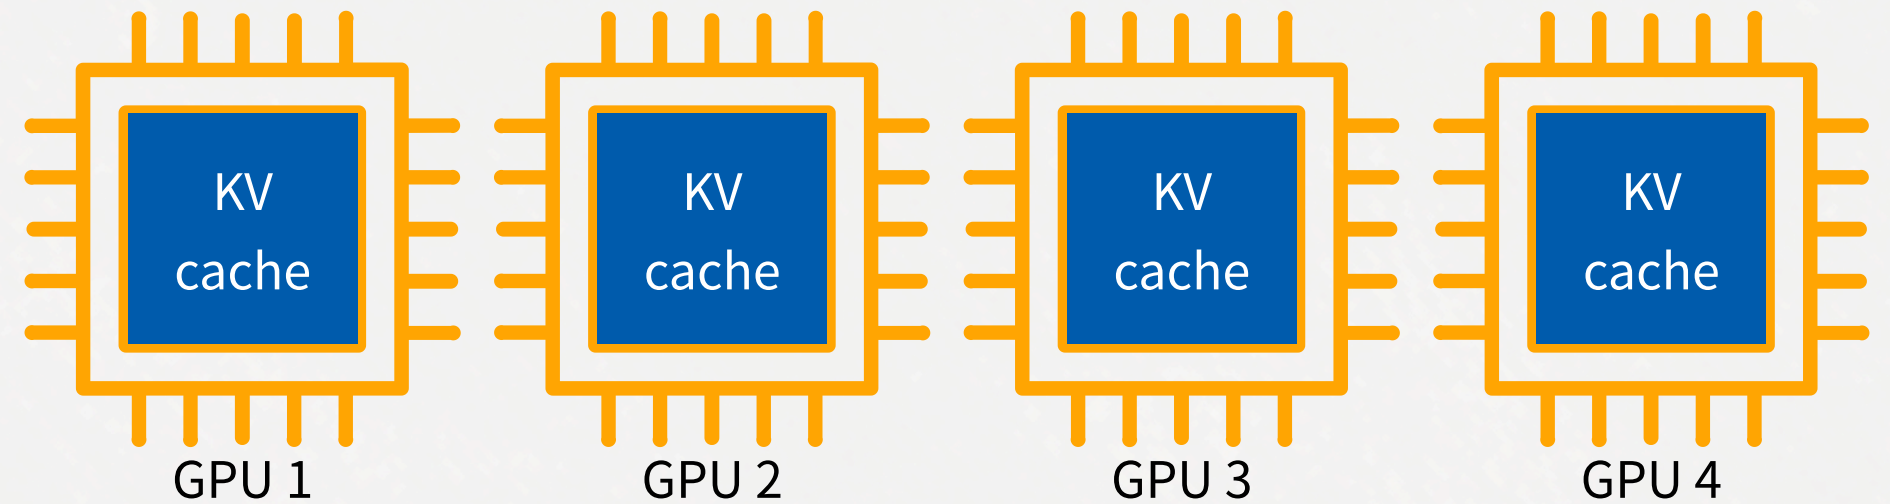 KV
cache
GPU 1
KV
cache
GPU 2
KV
cache
GPU 3
KV
cache
GPU 4